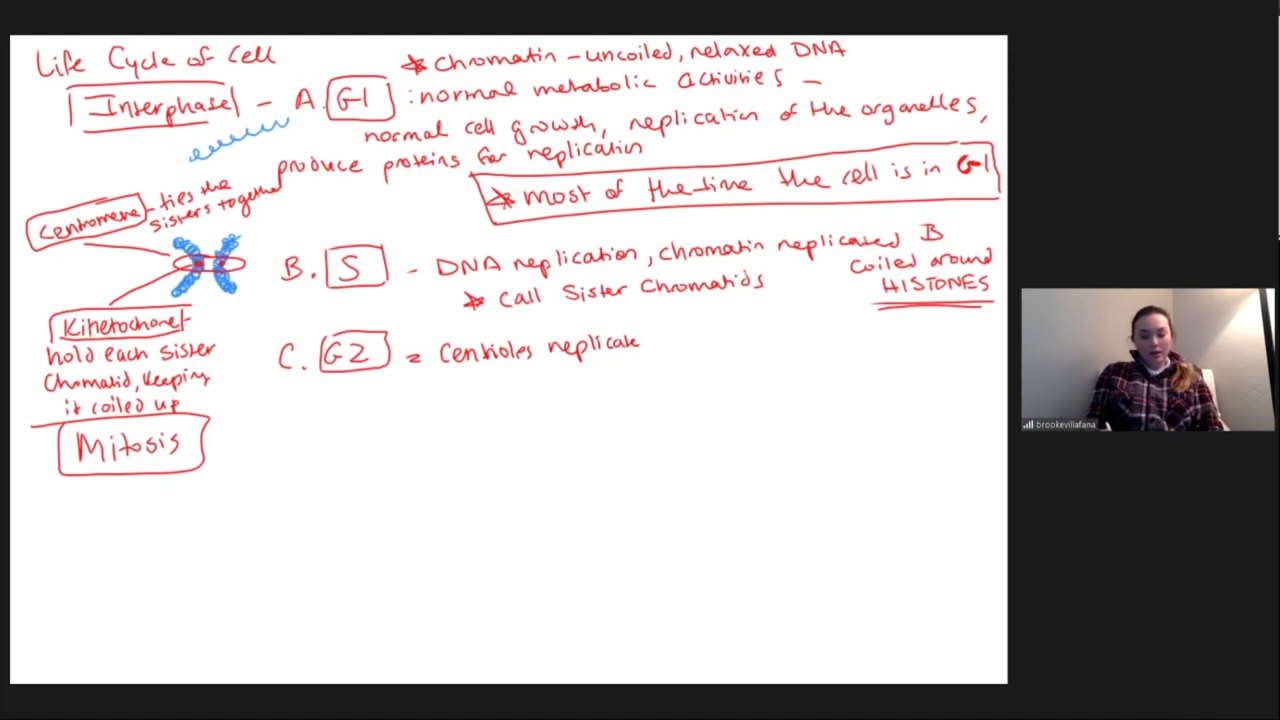 Life Cycle of cell
* Chromatin - uncoiled, relaxed DNA
Interphase - A. G1 : normal metabolic activities -
normal cell growth, replication of the organelles,
produce proteins for replication
* most of the time the cell is in G1
Centromere - ties the
sisters together
B. S - DNA replication, chromatin replicated B
coiled around
HISTONES
* Call Sister Chromatids
Kinetochore -
hold each sister
Chromatid, keeping
it coiled up
C. G2 = Centrioles replicate
Mitosis
brookevillafana